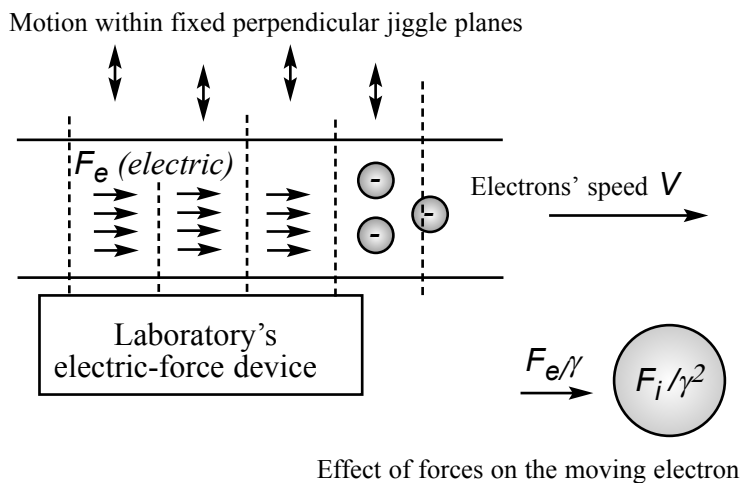 Motion within fixed perpendicular jiggle planes
Fₑ (electric)
-
-
-
Electrons’ speed V
Laboratory’s
electric-force device
Fₑ/γ
Fᵢ/γ²
Effect of forces on the moving electron